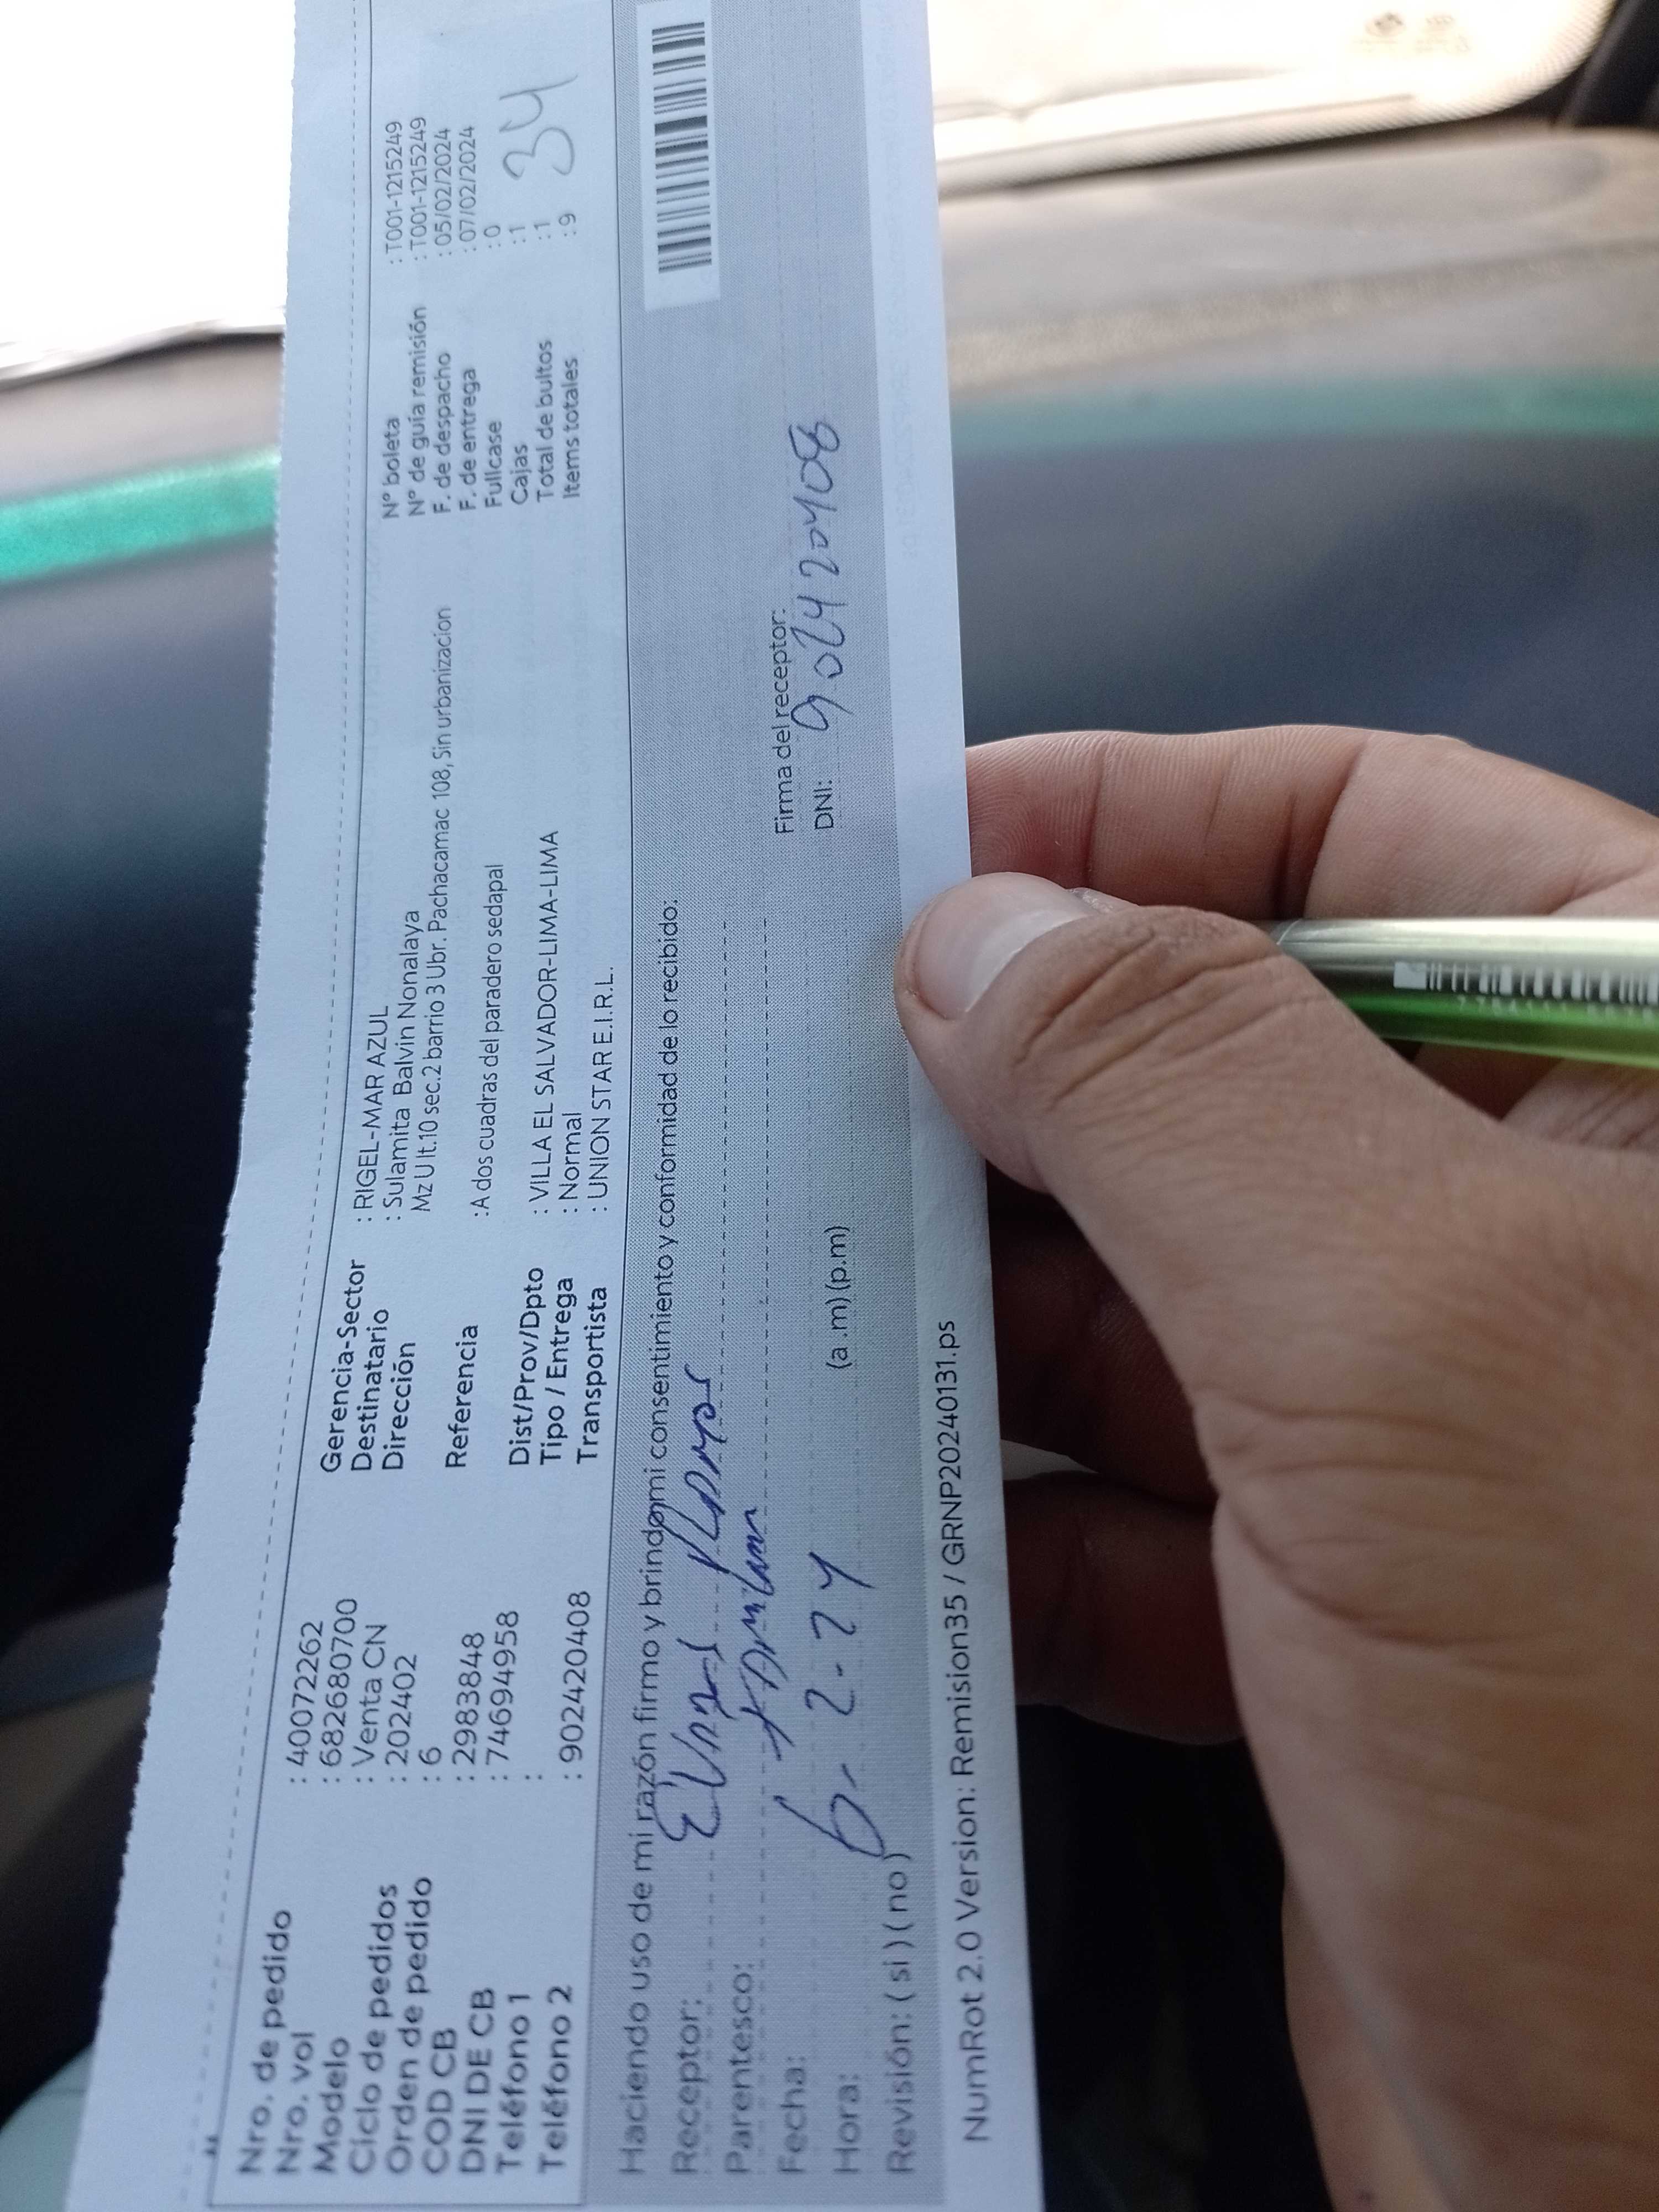 Nro. de pedido : 40072262
Nro. vol : 682680700
Modelo : Venta CN
Ciclo de pedidos : 202402
Orden de pedido : 6
COD CB : 2983848
DNI DE CB : 74694958
Teléfono 1 :
Teléfono 2 : 902420408
Gerencia-Sector : RIGEL-MAR AZUL
Destinatario : Sulamita Balvin Nonalaya
Dirección Mz U lt.10 sec.2 barrio 3 Ubr. Pachacamac 108, Sin urbanizacion
Referencia :A dos cuadras del paradero sedapal
Dist/Prov/Dpto : VILLA EL SALVADOR-LIMA-LIMA
Tipo / Entrega : Normal
Transportista : UNION STAR E.I.R.L.
N° boleta : T001-1215249
N° de guía remisión : T001-1215249
F. de despacho : 05/02/2024
F. de entrega : 07/02/2024
Fullcase : 0
Cajas : 1
Total de bultos : 1
Items totales : 9
34
Haciendo uso de mi razón firmo y brindo mi consentimiento y conformidad de lo recibido:
Receptor:
Parentesco:
Fecha: 6-2-24
Hora: (a .m) (p.m)
Revisión: ( si ) ( no )
Firma del receptor:
DNI: 902420408
NumRot 2.0 Version: Remision35 / GRNP20240131.ps